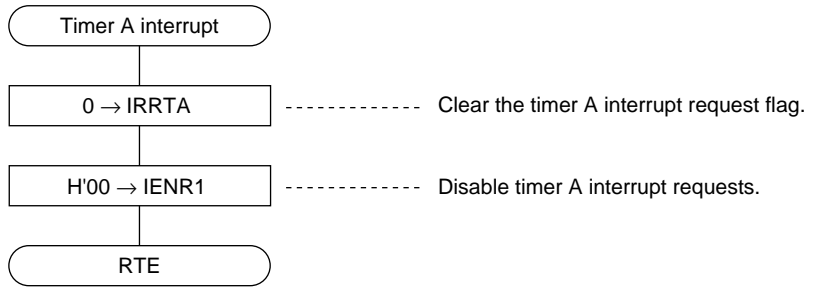 Timer A interrupt
0 → IRRTA
Clear the timer A interrupt request flag.
H'00 → IENR1
Disable timer A interrupt requests.
RTE